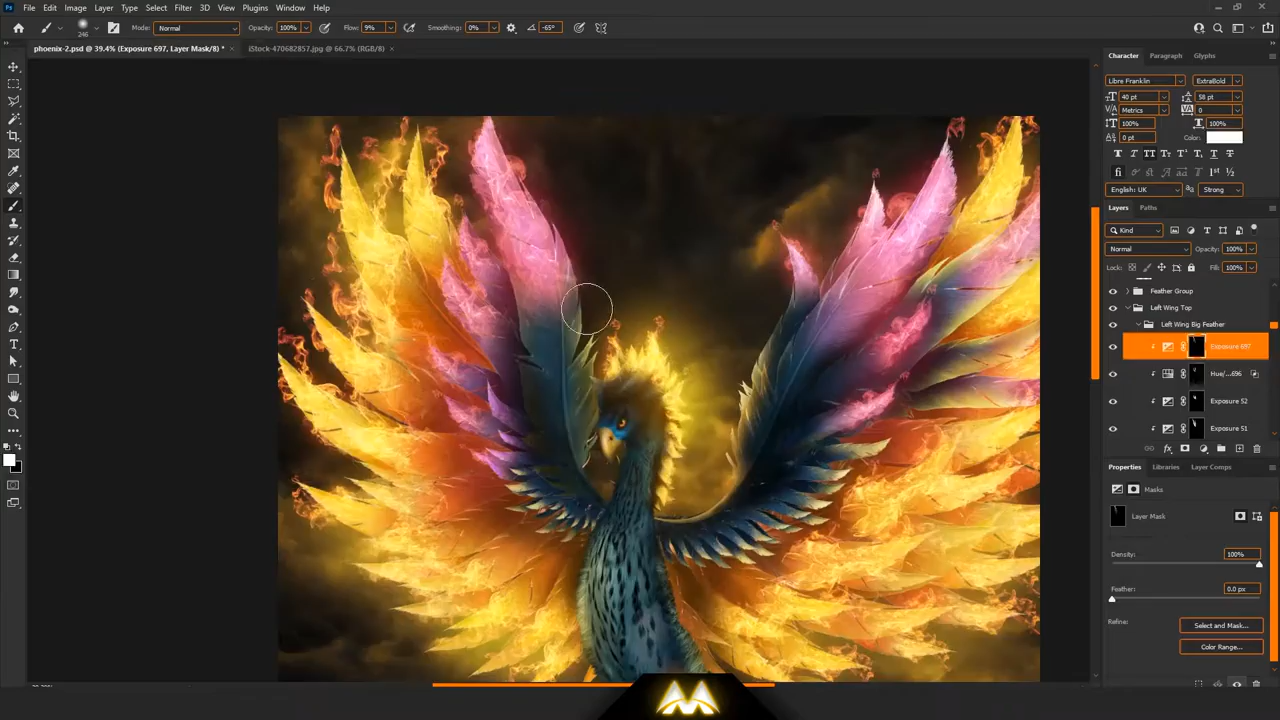 Ps File Edit Image Layer Type Select Filter 3D View Plugins Window Help
246 Mode: Normal Opacity: 100% Flow: 9% Smoothing: 0% -65°
phoenix-2.psd @ 39.4% (Exposure 697, Layer Mask/8) * × iStock-470682857.jpg @ 66.7% (RGB/8) ×
Character Paragraph Glyphs
Libre Franklin ExtraBold
40 pt 58 pt
Metrics 0
100% 100%
0 pt Color:
English: UK Strong
Layers Paths
Kind
Normal Opacity: 100%
Lock: Fill: 100%
Feather Group
Left Wing Top
Left Wing Big Feather
Exposure 697
Hue/...696
Exposure 52
Exposure 51
Properties Libraries Layer Comps
Masks
Layer Mask
Density: 100%
Feather: 0.0 px
Refine: Select and Mask...
Color Range...